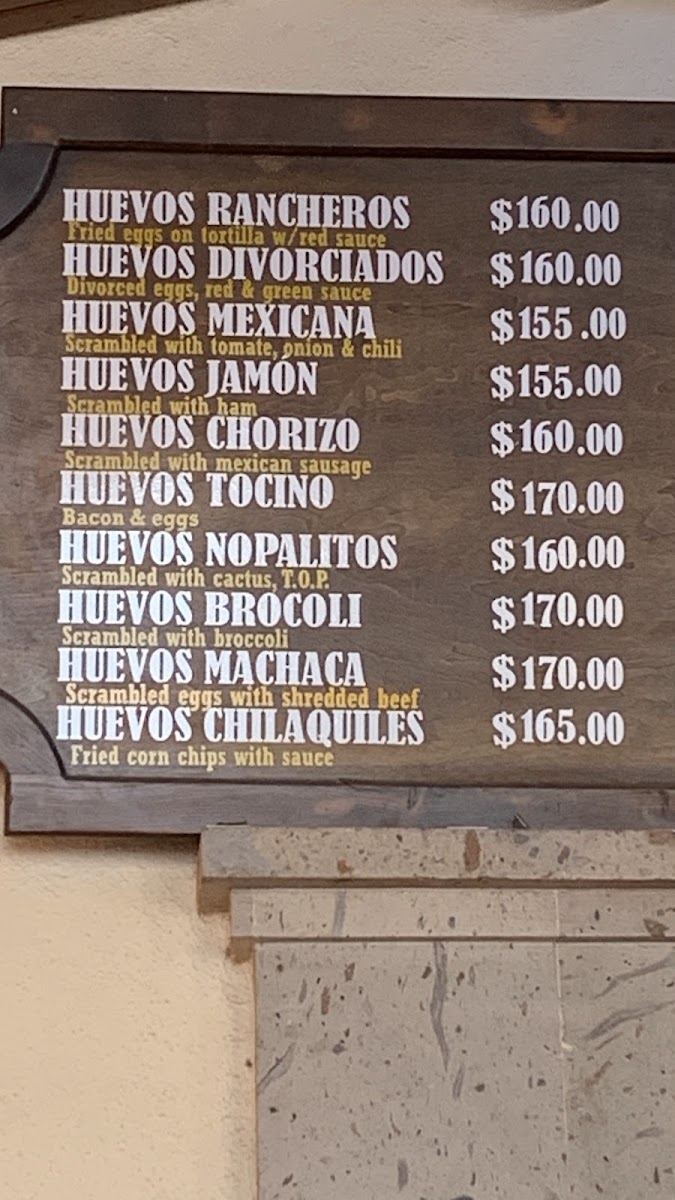 HUEVOS RANCHEROS $160.00
Fried eggs on tortilla w/red sauce
HUEVOS DIVORCIADOS $160.00
Divorced eggs, red & green sauce
HUEVOS MEXICANA $155.00
Scrambled with tomate, onion & chili
HUEVOS JAMÓN $155.00
Scrambled with ham
HUEVOS CHORIZO $160.00
Scrambled with mexican sausage
HUEVOS TOCINO $170.00
Bacon & eggs
HUEVOS NOPALITOS $160.00
Scrambled with cactus, T.O.P.
HUEVOS BROCOLI $170.00
Scrambled with broccoli
HUEVOS MACHACA $170.00
Scrambled eggs with shredded beef
HUEVOS CHILAQUILES $165.00
Fried corn chips with sauce